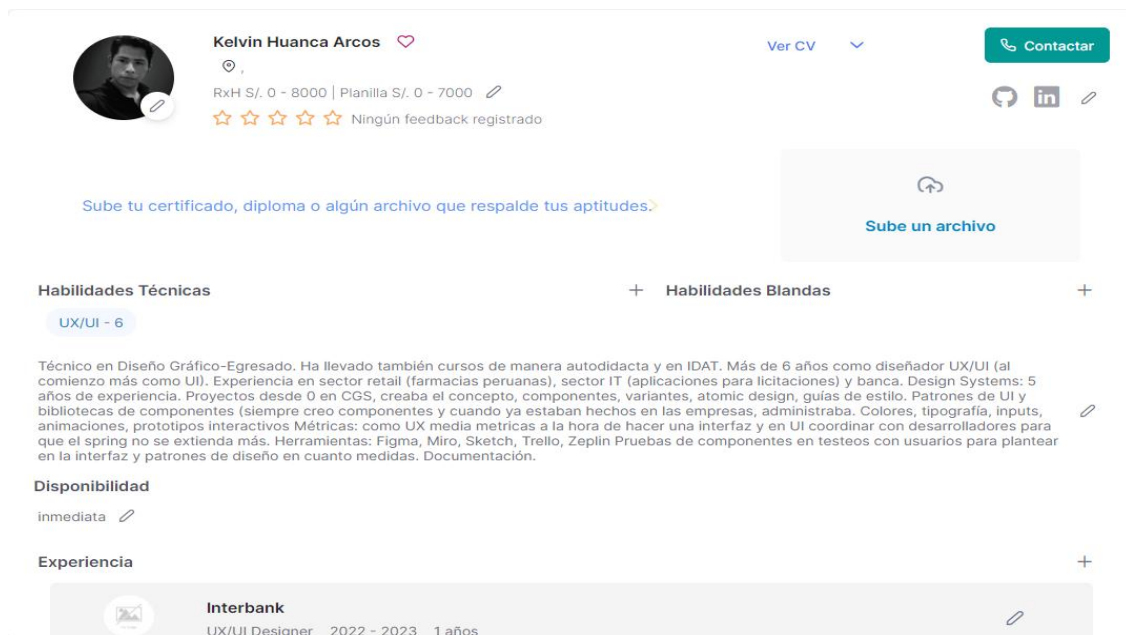 Kelvin Huanca Arcos
Ver CV
Contactar
,
RxH S/. 0 - 8000 | Planilla S/. 0 - 7000
in
Ningún feedback registrado
Sube tu certificado, diploma o algún archivo que respalde tus aptitudes.
Sube un archivo
Habilidades Técnicas
Habilidades Blandas
UX/UI - 6
Técnico en Diseño Gráfico-Egresado. Ha llevado también cursos de manera autodidacta y en IDAT. Más de 6 años como diseñador UX/UI (al
comienzo más como UI). Experiencia en sector retail (farmacias peruanas), sector IT (aplicaciones para licitaciones) y banca. Design Systems: 5
años de experiencia. Proyectos desde 0 en CGS, creaba el concepto, componentes, variantes, atomic design, guías de estilo. Patrones de UI y
bibliotecas de componentes (siempre creo componentes y cuando ya estaban hechos en las empresas, administraba. Colores, tipografía, inputs,
animaciones, prototipos interactivos Métricas: como UX media metricas a la hora de hacer una interfaz y en UI coordinar con desarrolladores para
que el spring no se extienda más. Herramientas: Figma, Miro, Sketch, Trello, Zeplin Pruebas de componentes en testeos con usuarios para plantear
en la interfaz y patrones de diseño en cuanto medidas. Documentación.
Disponibilidad
inmediata
Experiencia
Interbank
UX/UI Designer 2022 - 2023 1 años